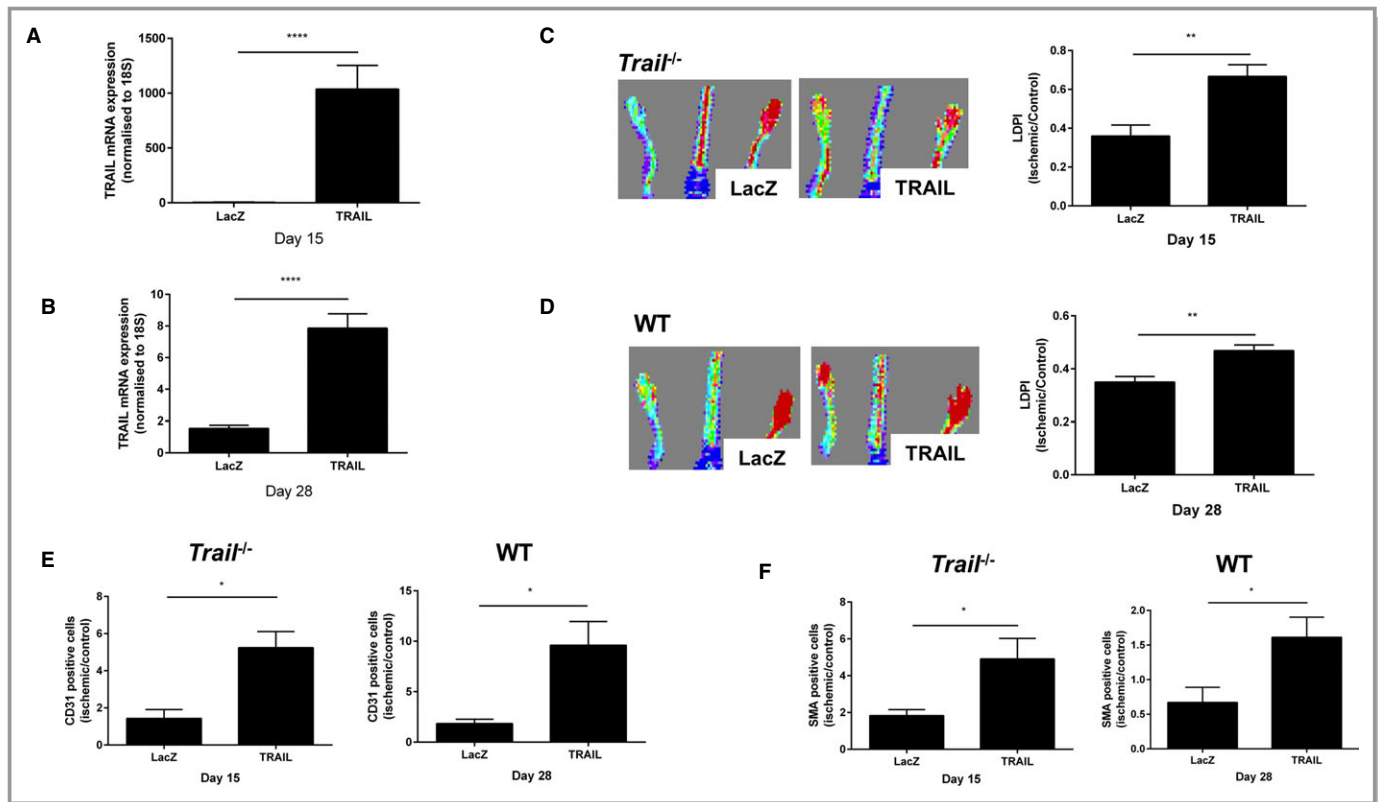 A
TRAIL mRNA expression
(normalised to 18S)
1500
1000
500
0
****
LacZ
TRAIL
Day 15
B
TRAIL mRNA expression
(normalised to 18S)
10
8
6
4
2
0
****
LacZ
TRAIL
Day 28
C
Trail-/-
LacZ
TRAIL
LDPI
(Ischemic/Control)
0.8
0.6
0.4
0.2
0.0
**
LacZ
TRAIL
Day 15
D
WT
LacZ
TRAIL
LDPI
(Ischemic/Control)
0.6
0.4
0.2
0.0
**
LacZ
TRAIL
Day 28
E
Trail-/-
CD31 positive cells
(ischemic/control)
8
6
4
2
0
*
LacZ
TRAIL
Day 15
WT
CD31 positive cells
(ischemic/control)
15
10
5
0
*
LacZ
TRAIL
Day 28
F
Trail-/-
SMA positive cells
(ischemic/control)
8
6
4
2
0
*
LacZ
TRAIL
Day 15
WT
SMA positive cells
(ischemic/control)
2.0
1.5
1.0
0.5
0.0
*
LacZ
TRAIL
Day 28